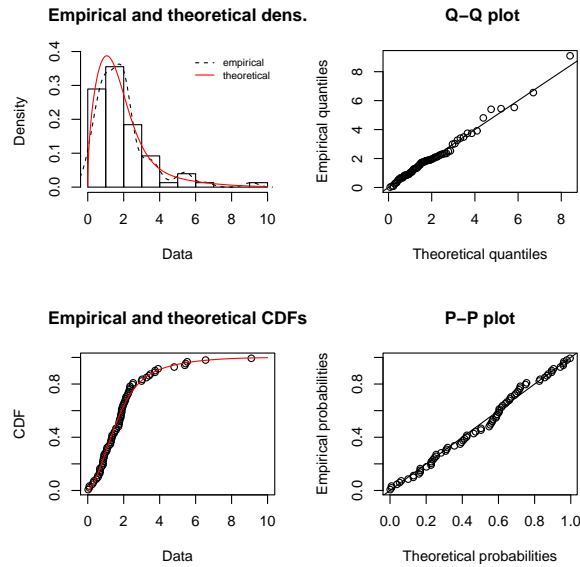 Empirical and theoretical dens.
Density
0.0 0.1 0.2 0.3 0.4
empirical
theoretical
0 2 4 6 8 10
Data
Q−Q plot
Empirical quantiles
0 2 4 6 8
0 2 4 6 8
Theoretical quantiles
Empirical and theoretical CDFs
CDF
0.0 0.4 0.8
0 2 4 6 8 10
Data
P−P plot
Empirical probabilities
0.0 0.4 0.8
0.0 0.2 0.4 0.6 0.8 1.0
Theoretical probabilities